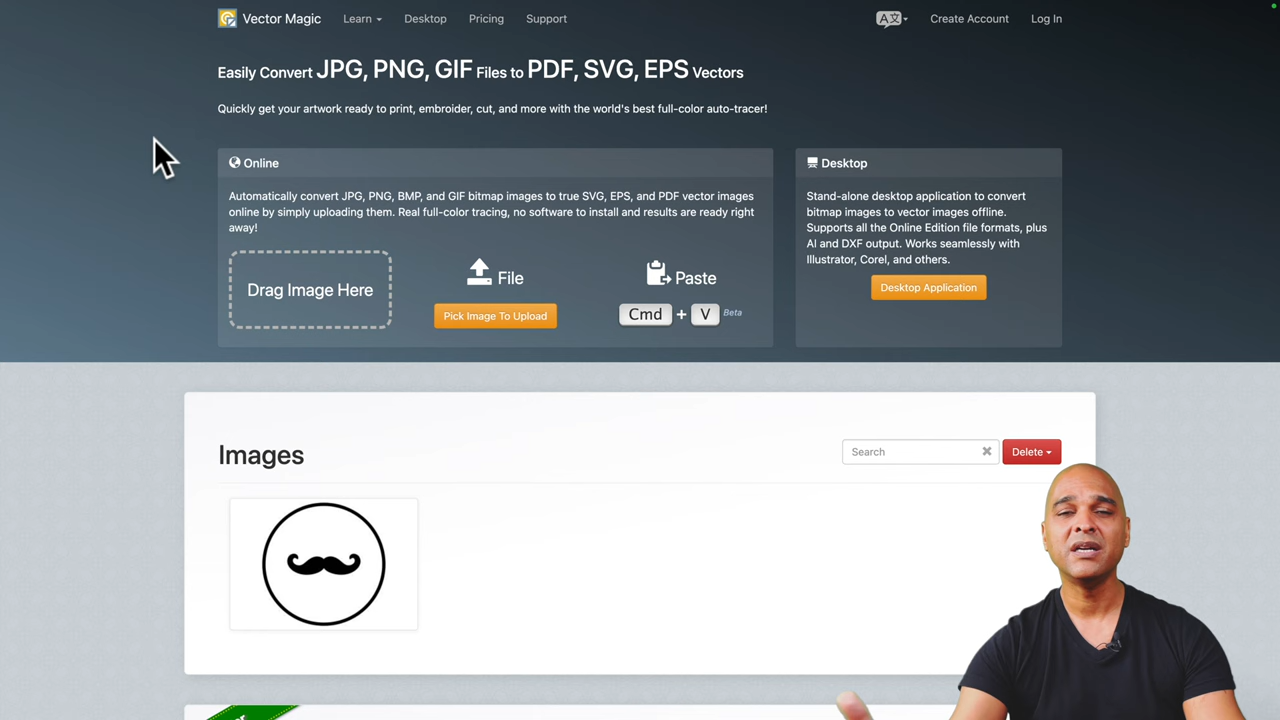 Vector Magic
Learn
Desktop
Pricing
Support
A文
Create Account
Log In
Easily Convert JPG, PNG, GIF Files to PDF, SVG, EPS Vectors
Quickly get your artwork ready to print, embroider, cut, and more with the world's best full-color auto-tracer!
Online
Automatically convert JPG, PNG, BMP, and GIF bitmap images to true SVG, EPS, and PDF vector images
online by simply uploading them. Real full-color tracing, no software to install and results are ready right
away!
Drag Image Here
File
Pick Image To Upload
Paste
Cmd + V Beta
Desktop
Stand-alone desktop application to convert
bitmap images to vector images offline.
Supports all the Online Edition file formats, plus
AI and DXF output. Works seamlessly with
Illustrator, Corel, and others.
Desktop Application
Images
Search
Delete